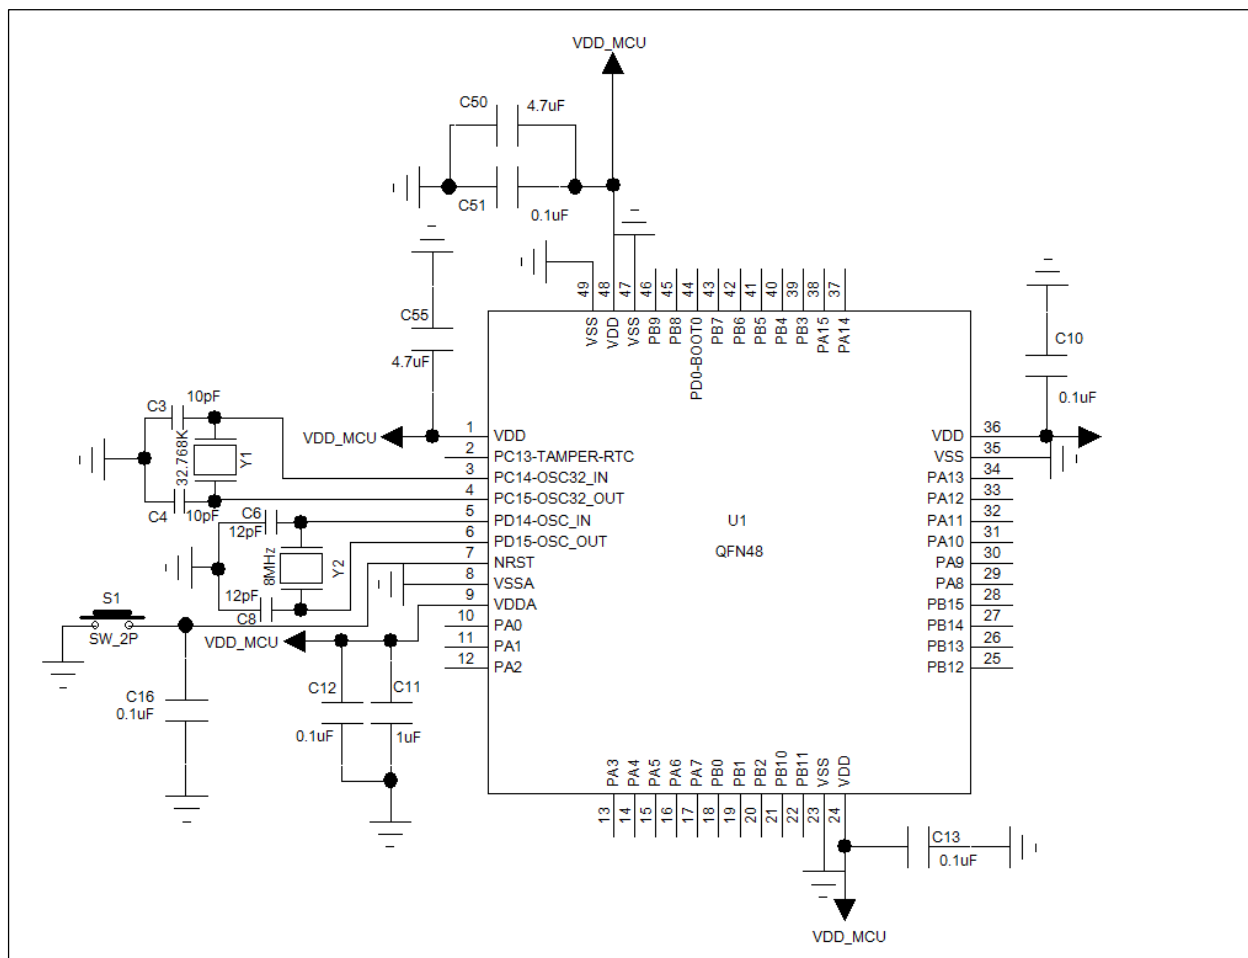 VDD_MCU
C50
4.7uF
C51
0.1uF
C55
4.7uF
49
48
47
46
45
44
43
42
41
40
39
38
37
VSS
VDD
VSS
PB9
PB8
PD0-BOOT0
PB7
PB6
PB5
PB4
PB3
PA15
PA14
C10
0.1uF
C3
10pF
32.768K
Y1
C4
10pF
VDD_MCU
1 VDD
2 PC13-TAMPER-RTC
3 PC14-OSC32_IN
4 PC15-OSC32_OUT
5 PD14-OSC_IN
6 PD15-OSC_OUT
7 NRST
8 VSSA
9 VDDA
10 PA0
11 PA1
12 PA2
U1
QFN48
VDD 36
VSS 35
PA13 34
PA12 33
PA11 32
PA10 31
PA9 30
PA8 29
PB15 28
PB14 27
PB13 26
PB12 25
C6
12pF
8MHz
Y2
12pF
C8
S1
SW_2P
VDD_MCU
C16
0.1uF
C12
0.1uF
C11
1uF
PA3
PA4
PA5
PA6
PA7
PB0
PB1
PB2
PB10
PB11
VSS
VDD
13
14
15
16
17
18
19
20
21
22
23
24
C13
0.1uF
VDD_MCU